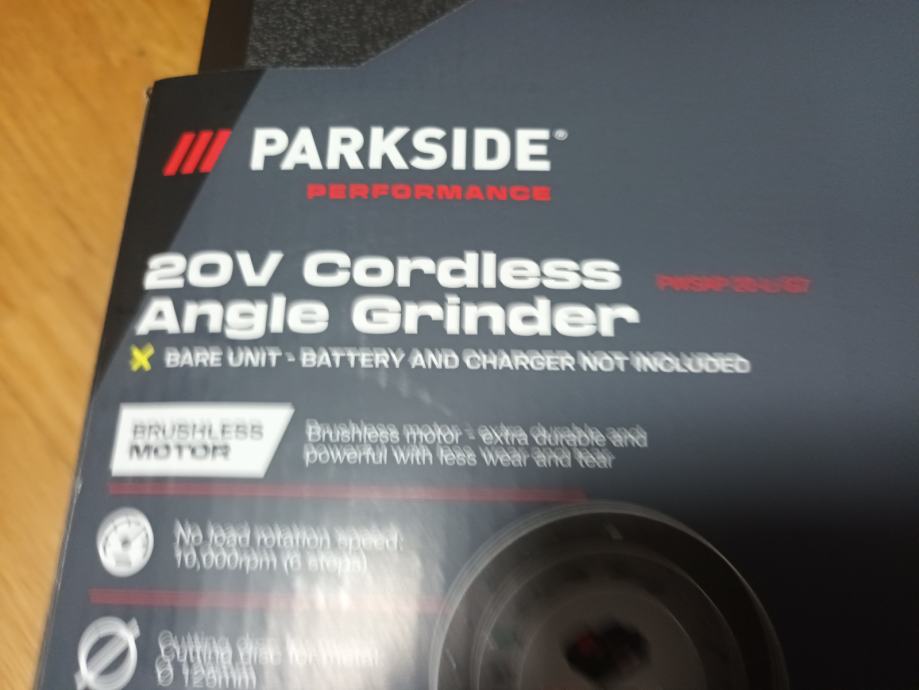 PARKSIDE®
PERFORMANCE
20V Cordless
Angle Grinder
BARE UNIT - BATTERY AND CHARGER NOT INCLUDED
BRUSHLESS
MOTOR
Brushless motor - extra durable and
powerful with less wear and tear
No load rotation speed:
10,000rpm (6 steps)
Cutting disc for metal:
Ø 125mm